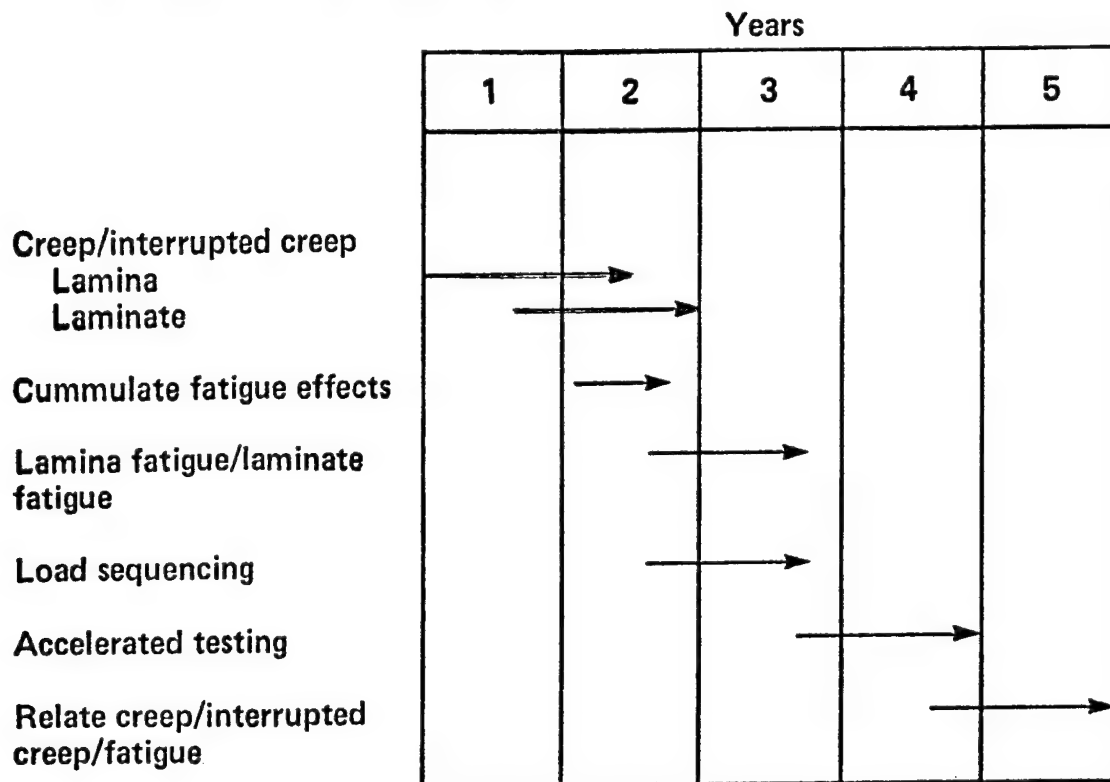 Years
1 2 3 4 5
Creep/interrupted creep
Lamina
Laminate
Cummulate fatigue effects
Lamina fatigue/laminate
fatigue
Load sequencing
Accelerated testing
Relate creep/interrupted
creep/fatigue